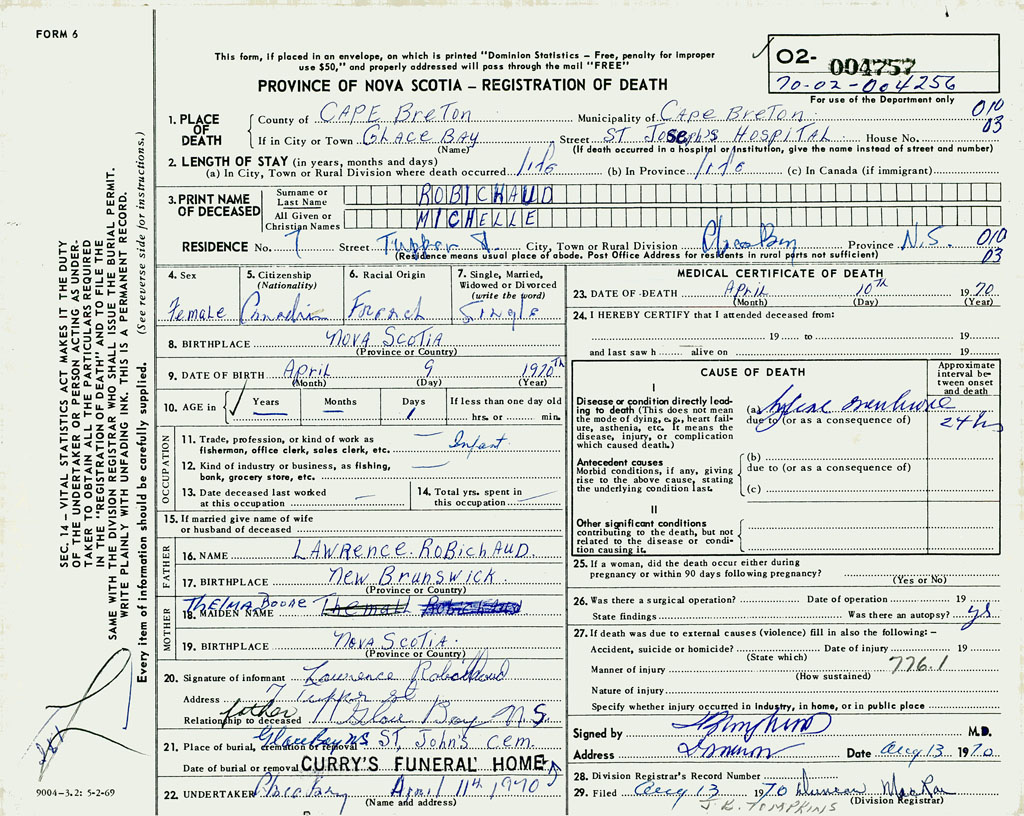 FORM 6
This form, if placed in an envelope, on which is printed "Dominion Statistics – Free, penalty for improper
use $50," and properly addressed will pass through the mail "FREE"
PROVINCE OF NOVA SCOTIA – REGISTRATION OF DEATH
02- 004757
70-02-004256
For use of the Department only
1. PLACE OF DEATH
County of CAPE BreTon Municipality of Cape BreTon 010
If in City or Town GLACE BAY Street ST Joseph's HOSPITAL House No. 03
(Name) (If death occurred in a hospital or institution, give the name instead of street and number)
2. LENGTH OF STAY (in years, months and days)
(a) In City, Town or Rural Division where death occurred (b) In Province (c) In Canada (if immigrant)
3. PRINT NAME OF DECEASED
Surname or Last Name ROBICHAUD
All Given or Christian Names MICHELLE
RESIDENCE No. 7 Street Tupper St. City, Town or Rural Division Glace Bay Province N.S. 010
03
(Residence means usual place of abode. Post Office Address for residents in rural parts not sufficient)
4. Sex
Female
5. Citizenship
(Nationality)
Canadian
6. Racial Origin
French
7. Single, Married,
Widowed or Divorced
(write the word)
Single
8. BIRTHPLACE NOVA SCOTIA
(Province or Country)
9. DATE OF BIRTH April 9 1970
(Month) (Day) (Year)
10. AGE in Years Months Days If less than one day old
— — 1 hrs. or min.
OCCUPATION
11. Trade, profession, or kind of work as
fisherman, office clerk, sales clerk, etc. — Infant
12. Kind of industry or business, as fishing,
bank, grocery store, etc. —
13. Date deceased last worked
at this occupation —
14. Total yrs. spent in
this occupation —
15. If married give name of wife
or husband of deceased
FATHER
16. NAME LAWRence RoBicHAUD.
17. BIRTHPLACE New Brunswick.
(Province or Country)
MOTHER
THelmA Boone
18. MAIDEN NAME
19. BIRTHPLACE NOVA SCOTIA.
(Province or Country)
20. Signature of informant Lawrence Robichaud
Address 7 Tupper St
Relationship to deceased father Glace Bay N.S.
21. Place of burial, cremation or removal Glace Bay NS ST. John's Cem.
Date of burial or removal CURRY'S FUNERAL HOME
22. UNDERTAKER Glace Bay April 11th 1970
(Name and address)
MEDICAL CERTIFICATE OF DEATH
23. DATE OF DEATH April 10th 1970
(Month) (Day) (Year)
24. I HEREBY CERTIFY that I attended deceased from:
19 to 19
and last saw h alive on 19
CAUSE OF DEATH
Approximate interval between onset and death
I
Disease or condition directly leading to death (This does not mean the mode of dying, e.g., heart failure, asthenia, etc. It means the disease, injury, or complication which caused death.)
(a) hyline membrane
due to (or as a consequence of) 24 hs
Antecedent causes
Morbid conditions, if any, giving rise to the above cause, stating the underlying condition last.
(b)
due to (or as a consequence of)
(c)
II
Other significant conditions
contributing to the death, but not related to the disease or condition causing it.
25. If a woman, did the death occur either during
pregnancy or within 90 days following pregnancy?
(Yes or No)
26. Was there a surgical operation? Date of operation 19
State findings Was there an autopsy? yes
27. If death was due to external causes (violence) fill in also the following: –
Accident, suicide or homicide? Date of injury 19
(State which) 776.1
Manner of injury
(How sustained)
Nature of injury
Specify whether injury occurred in industry, in home, or in public place
Signed by M.D.
Address Date Aug 13 1970
28. Division Registrar's Record Number
29. Filed Aug 13 1970 Duncan MacRae
J.K. TOMPKINS (Division Registrar)
SEC. 14 – VITAL STATISTICS ACT MAKES IT THE DUTY
OF THE UNDERTAKER OR PERSON ACTING AS UNDERTAKER TO OBTAIN ALL THE PARTICULARS REQUIRED
IN THE "REGISTRATION OF DEATH" AND TO FILE THE
SAME WITH THE DIVISION REGISTRAR WHO SHALL ISSUE THE BURIAL PERMIT.
WRITE PLAINLY WITH UNFADING INK. THIS IS A PERMANENT RECORD.
Every item of information should be carefully supplied. (See reverse side for instructions.)
9004-3.2: 5-2-69